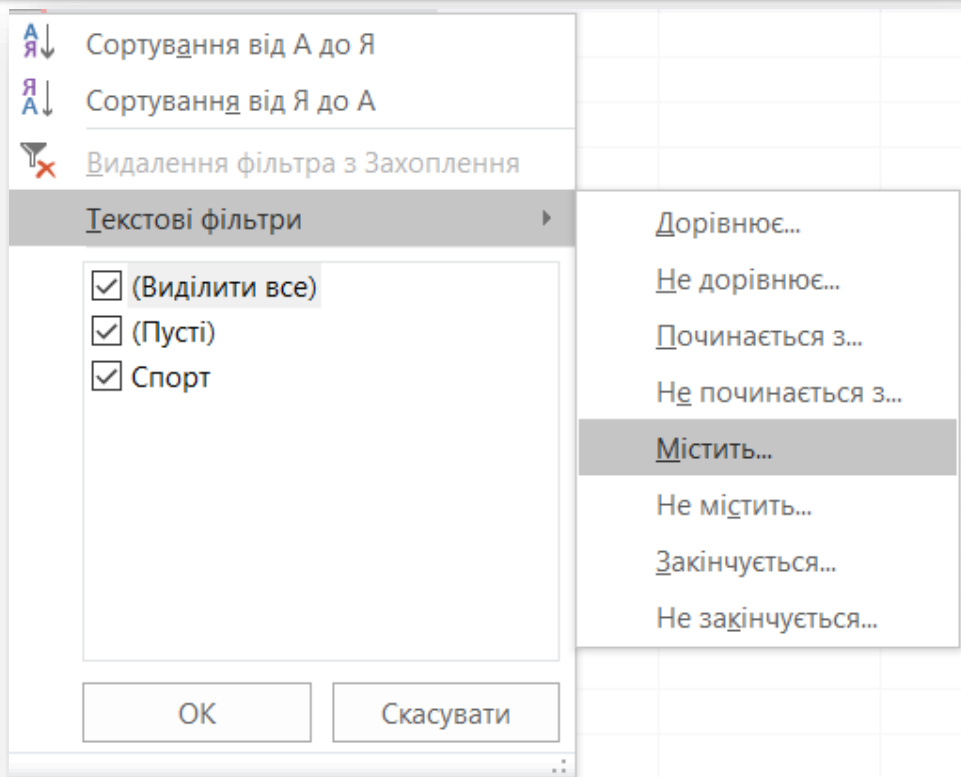 Сортування від А до Я
Сортування від Я до А
Видалення фільтра з Захоплення
Текстові фільтри
(Виділити все)
(Пусті)
Спорт
ОК
Скасувати
Дорівнює...
Не дорівнює...
Починається з...
Не починається з...
Містить...
Не містить...
Закінчується...
Не закінчується...